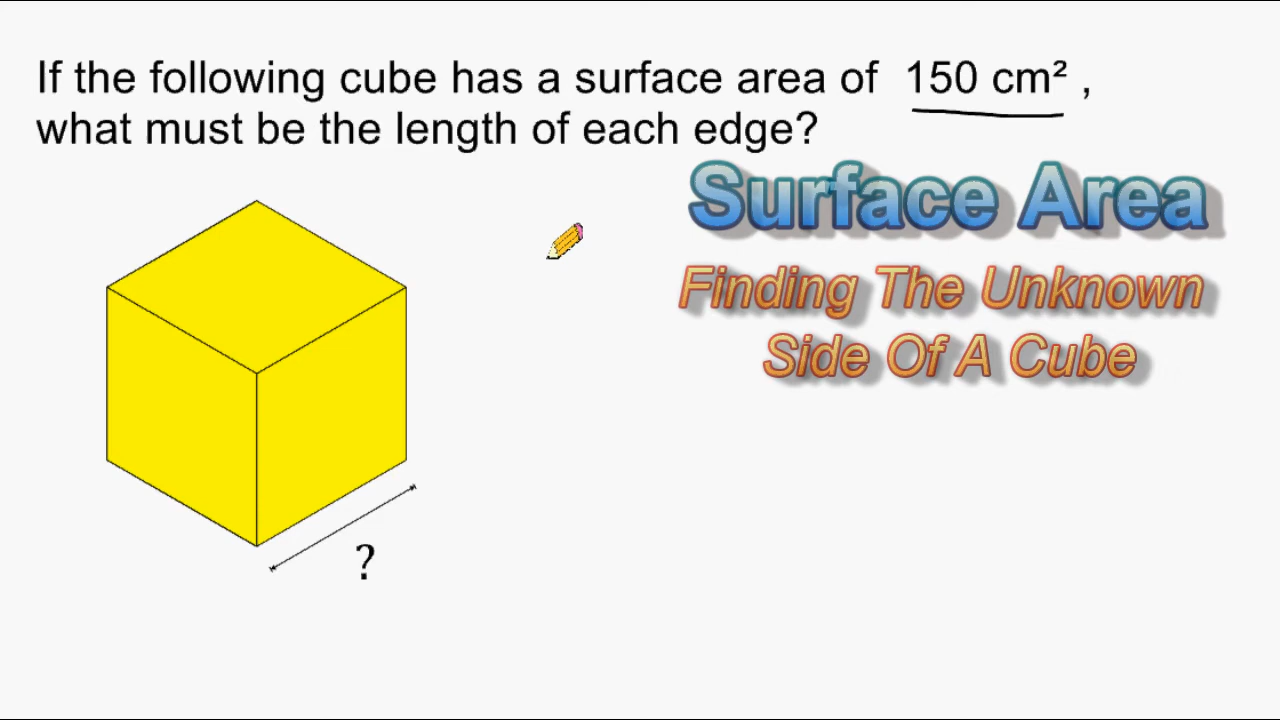 If the following cube has a surface area of 150 cm² ,
what must be the length of each edge?
Surface Area
Finding The Unknown
Side Of A Cube
?